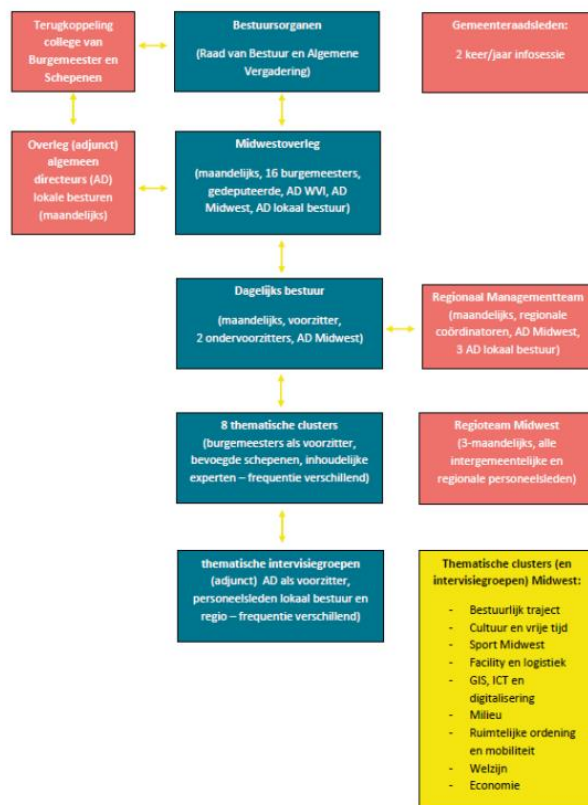 Terugkoppeling
college van
Burgemeester en
Schepenen
Bestuursorganen
(Raad van Bestuur en Algemene
Vergadering)
Gemeenteraadsleden:
2 keer/jaar infosessie
Overleg (adjunct)
algemeen
directeurs (AD)
lokale besturen
(maandelijks)
Midwestoverleg
(maandelijks, 16 burgemeesters,
gedeputeerde, AD WVI, AD
Midwest, AD lokaal bestuur)
Dagelijks bestuur
(maandelijks, voorzitter,
2 ondervoorzitters, AD Midwest)
Regionaal Managementteam
(maandelijks, regionale
coördinatoren, AD Midwest,
3 AD lokaal bestuur)
8 thematische clusters
(burgemeesters als voorzitter,
bevoegde schepenen, inhoudelijke
experten – frequentie verschillend)
Regioteam Midwest
(3-maandelijks, alle
intergemeentelijke en
regionale personeelsleden)
thematische intervisiegroepen
(adjunct) AD als voorzitter,
personeelsleden lokaal bestuur en
regio – frequentie verschillend)
Thematische clusters (en
intervisiegroepen) Midwest:
- Bestuurlijk traject
- Cultuur en vrije tijd
- Sport Midwest
- Facility en logistiek
- GIS, ICT en
digitalisering
- Milieu
- Ruimtelijke ordening
en mobiliteit
- Welzijn
- Economie